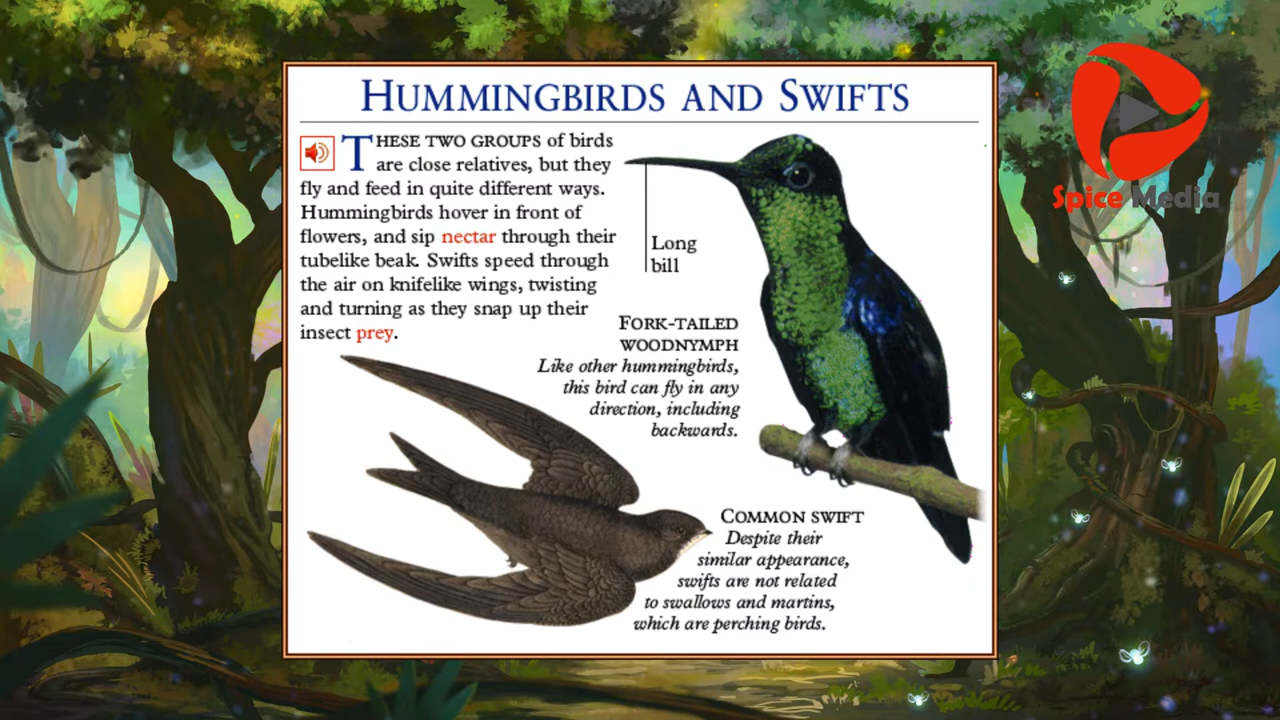 HUMMINGBIRDS AND SWIFTS
THESE TWO GROUPS of birds
are close relatives, but they
fly and feed in quite different ways.
Hummingbirds hover in front of
flowers, and sip nectar through their
tubelike beak. Swifts speed through
the air on knifelike wings, twisting
and turning as they snap up their
insect prey.
Long
bill
FORK-TAILED
WOODNYMPH
Like other hummingbirds,
this bird can fly in any
direction, including
backwards.
COMMON SWIFT
Despite their
similar appearance,
swifts are not related
to swallows and martins,
which are perching birds.
Spice Media